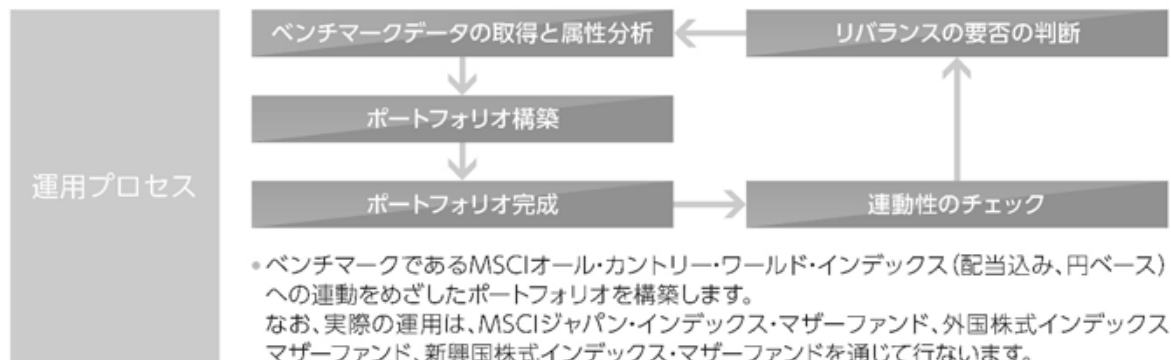 運用プロセス
ベンチマークデータの取得と属性分析
リバランスの要否の判断
ポートフォリオ構築
ポートフォリオ完成
連動性のチェック
•ベンチマークであるMSCIオール・カントリー・ワールド・インデックス（配当込み、円ベース）
への連動をめざしたポートフォリオを構築します。
なお、実際の運用は、MSCIジャパン・インデックス・マザーファンド、外国株式インデックス
マザーファンド、新興国株式インデックス・マザーファンドを通じて行ないます。